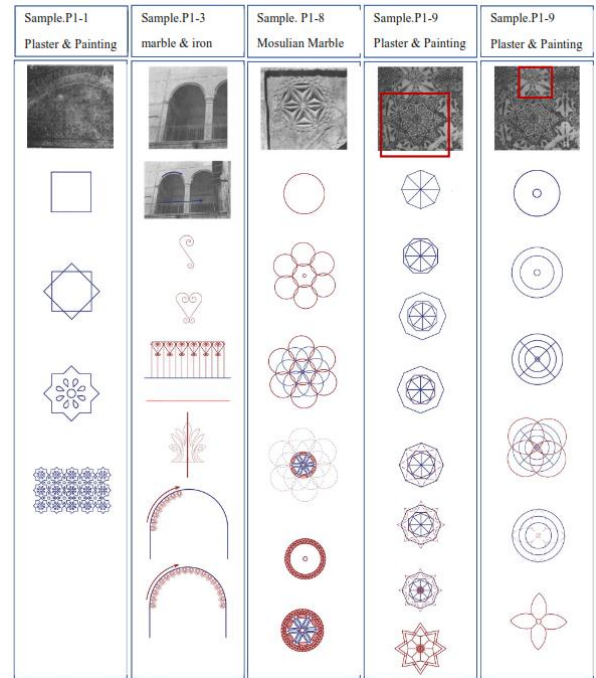 Sample.P1-1
Plaster & Painting
Sample.P1-3
marble & iron
Sample. P1-8
Mosulian Marble
Sample.P1-9
Plaster & Painting
Sample.P1-9
Plaster & Painting